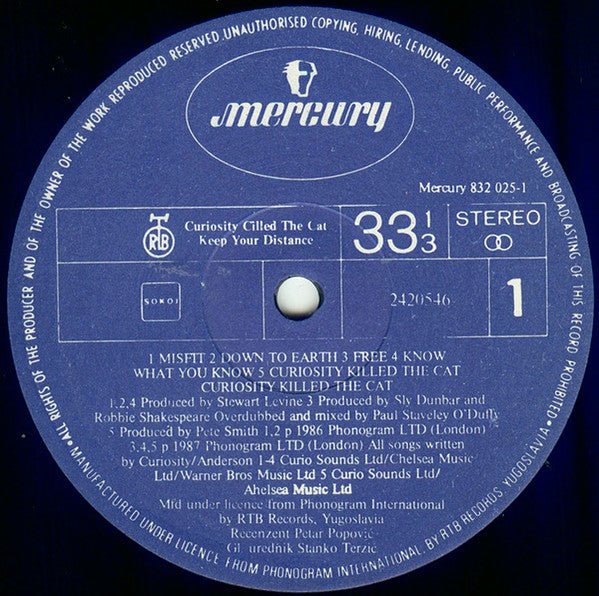 • ALL RIGHTS OF THE PRODUCER AND OF THE OWNER OF THE WORK REPRODUCED RESERVED UNAUTHORISED COPYING, HIRING, LENDING, PUBLIC PERFORMANCE AND BROADCASTING OF THIS RECORD PROHIBITED •
mercury
Mercury 832 025-1
RTB
Curiosity Cilled The Cat
Keep Your Distance
33 1/3
STEREO
SOKOJ
2420546
1
1 MISFIT 2 DOWN TO EARTH 3 FREE 4 KNOW
WHAT YOU KNOW 5 CURIOSITY KILLED THE CAT
CURIOSITY KILLED THE CAT
1,2,4 Produced by Stewart Levine 3 Produced by Sly Dunbar and
Robbie Shakespeare Overdubbed and mixed by Paul Staveley O'Duffy
5 Produced by Pete Smith 1,2 p 1986 Phonogram LTD (London)
3,4,5 p 1987 Phonogram LTD (London) All songs written
by Curiosity/Anderson 1-4 Curio Sounds Ltd/Chelsea Music
Ltd/Warner Bros Music Ltd 5 Curio Sounds Ltd/
Ahelsea Music Ltd
Mfd under licence from Phonogram International
by RTB Records, Yugoslavia
Recenzent Petar Popović
Gl. urednik Stanko Terzić
MANUFACTURED UNDER LICENCE FROM PHONOGRAM INTERNATIONAL, BY RTB RECORDS, YUGOSLAVIA •